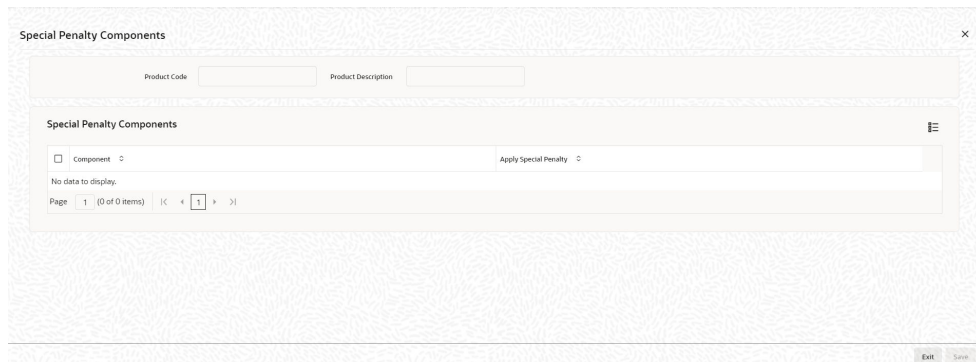 Special Penalty Components
Product Code
Product Description
Special Penalty Components
Component
Apply Special Penalty
No data to display.
Page 1 (0 of 0 items) 1
Exit Save